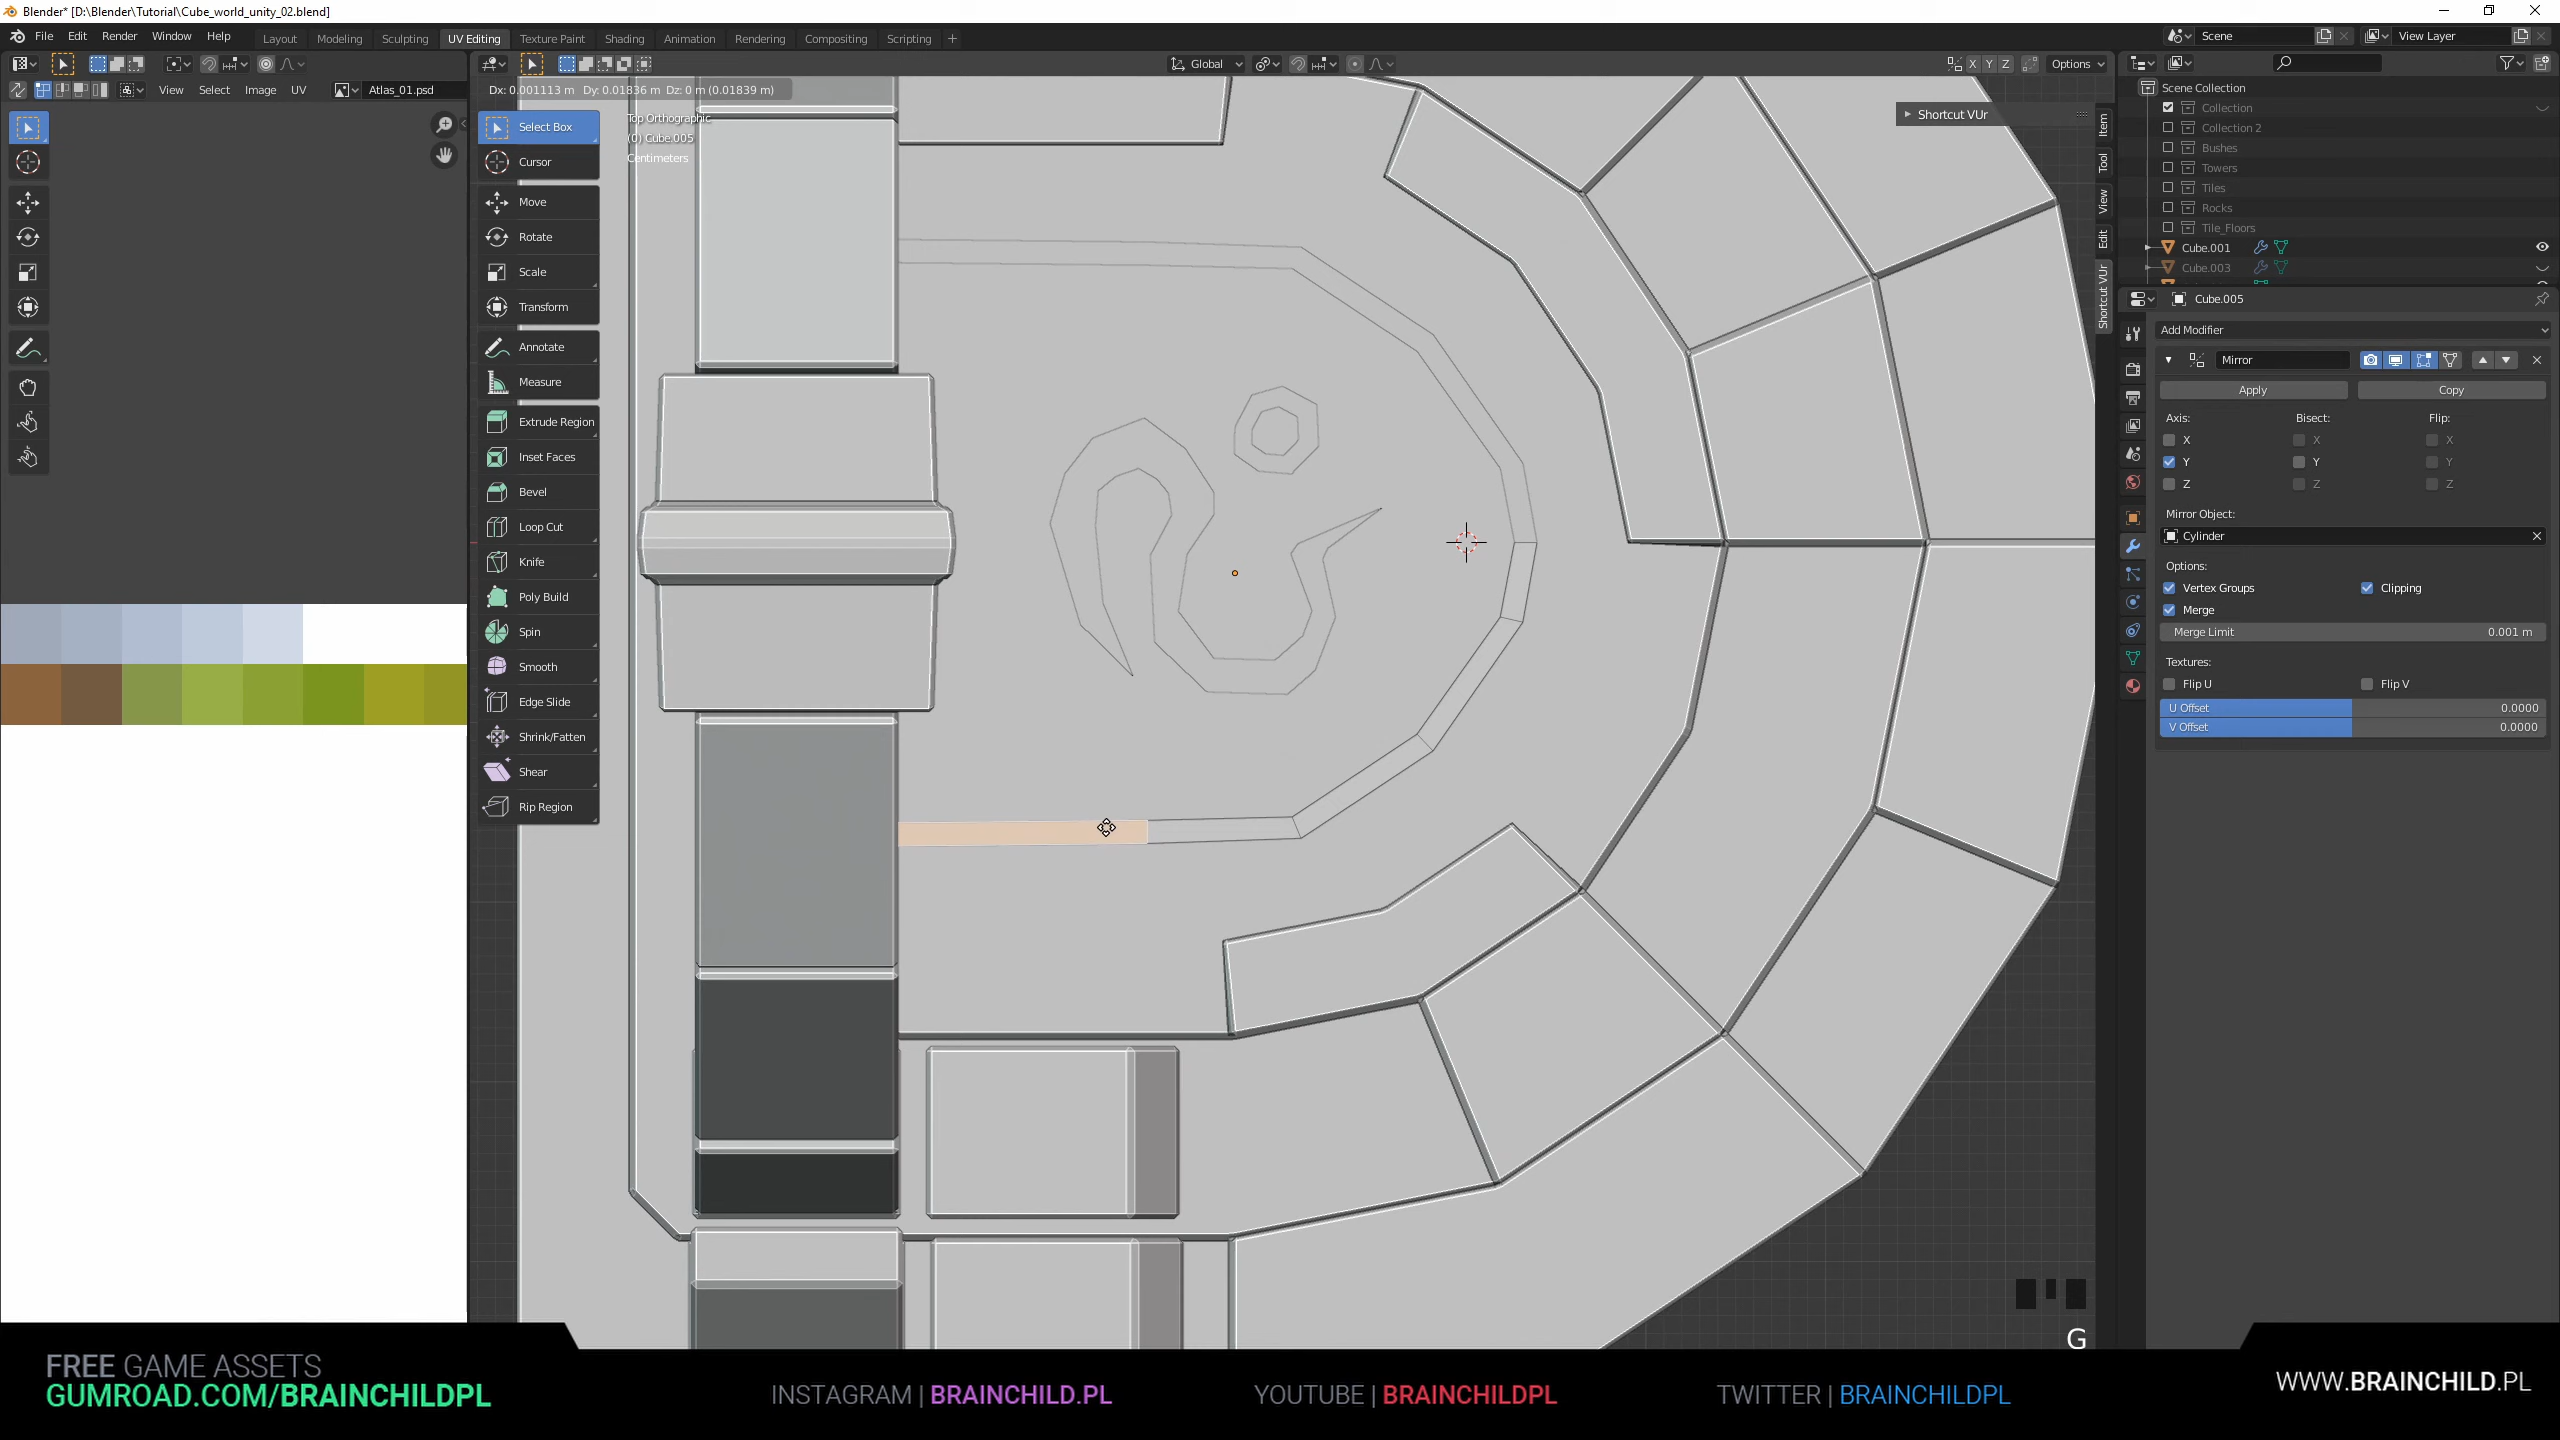 Blender* [D:\Blender\Tutorial\Cube_world_unity_02.blend]
File Edit Render Window Help
Layout Modeling Sculpting UV Editing Texture Paint Shading Animation Rendering Compositing Scripting
Scene
View Layer
Global
X Y Z
Options
View Select Image UV
Atlas_01.psd
Dx: 0.001113 m Dy: 0.01836 m Dz: 0 m (0.01839 m)
Top Orthographic
(0) Cube.005
Centimeters
Select Box
Cursor
Move
Rotate
Scale
Transform
Annotate
Measure
Extrude Region
Inset Faces
Bevel
Loop Cut
Knife
Poly Build
Spin
Smooth
Edge Slide
Shrink/Fatten
Shear
Rip Region
Shortcut VUr
Item
Tool
View
Edit
Shortcut VUr
Scene Collection
Collection
Collection 2
Bushes
Towers
Tiles
Rocks
Tile_Floors
Cube.001
Cube.003
Cube.005
Add Modifier
Mirror
Apply Copy
Axis: Bisect: Flip:
X X X
Y Y Y
Z Z Z
Mirror Object:
Cylinder
Options:
Vertex Groups Clipping
Merge
Merge Limit 0.001 m
Textures:
Flip U Flip V
U Offset 0.0000
V Offset 0.0000
G
FREE GAME ASSETS
GUMROAD.COM/BRAINCHILDPL
INSTAGRAM | BRAINCHILD.PL
YOUTUBE | BRAINCHILDPL
TWITTER | BRAINCHILDPL
WWW.BRAINCHILD.PL